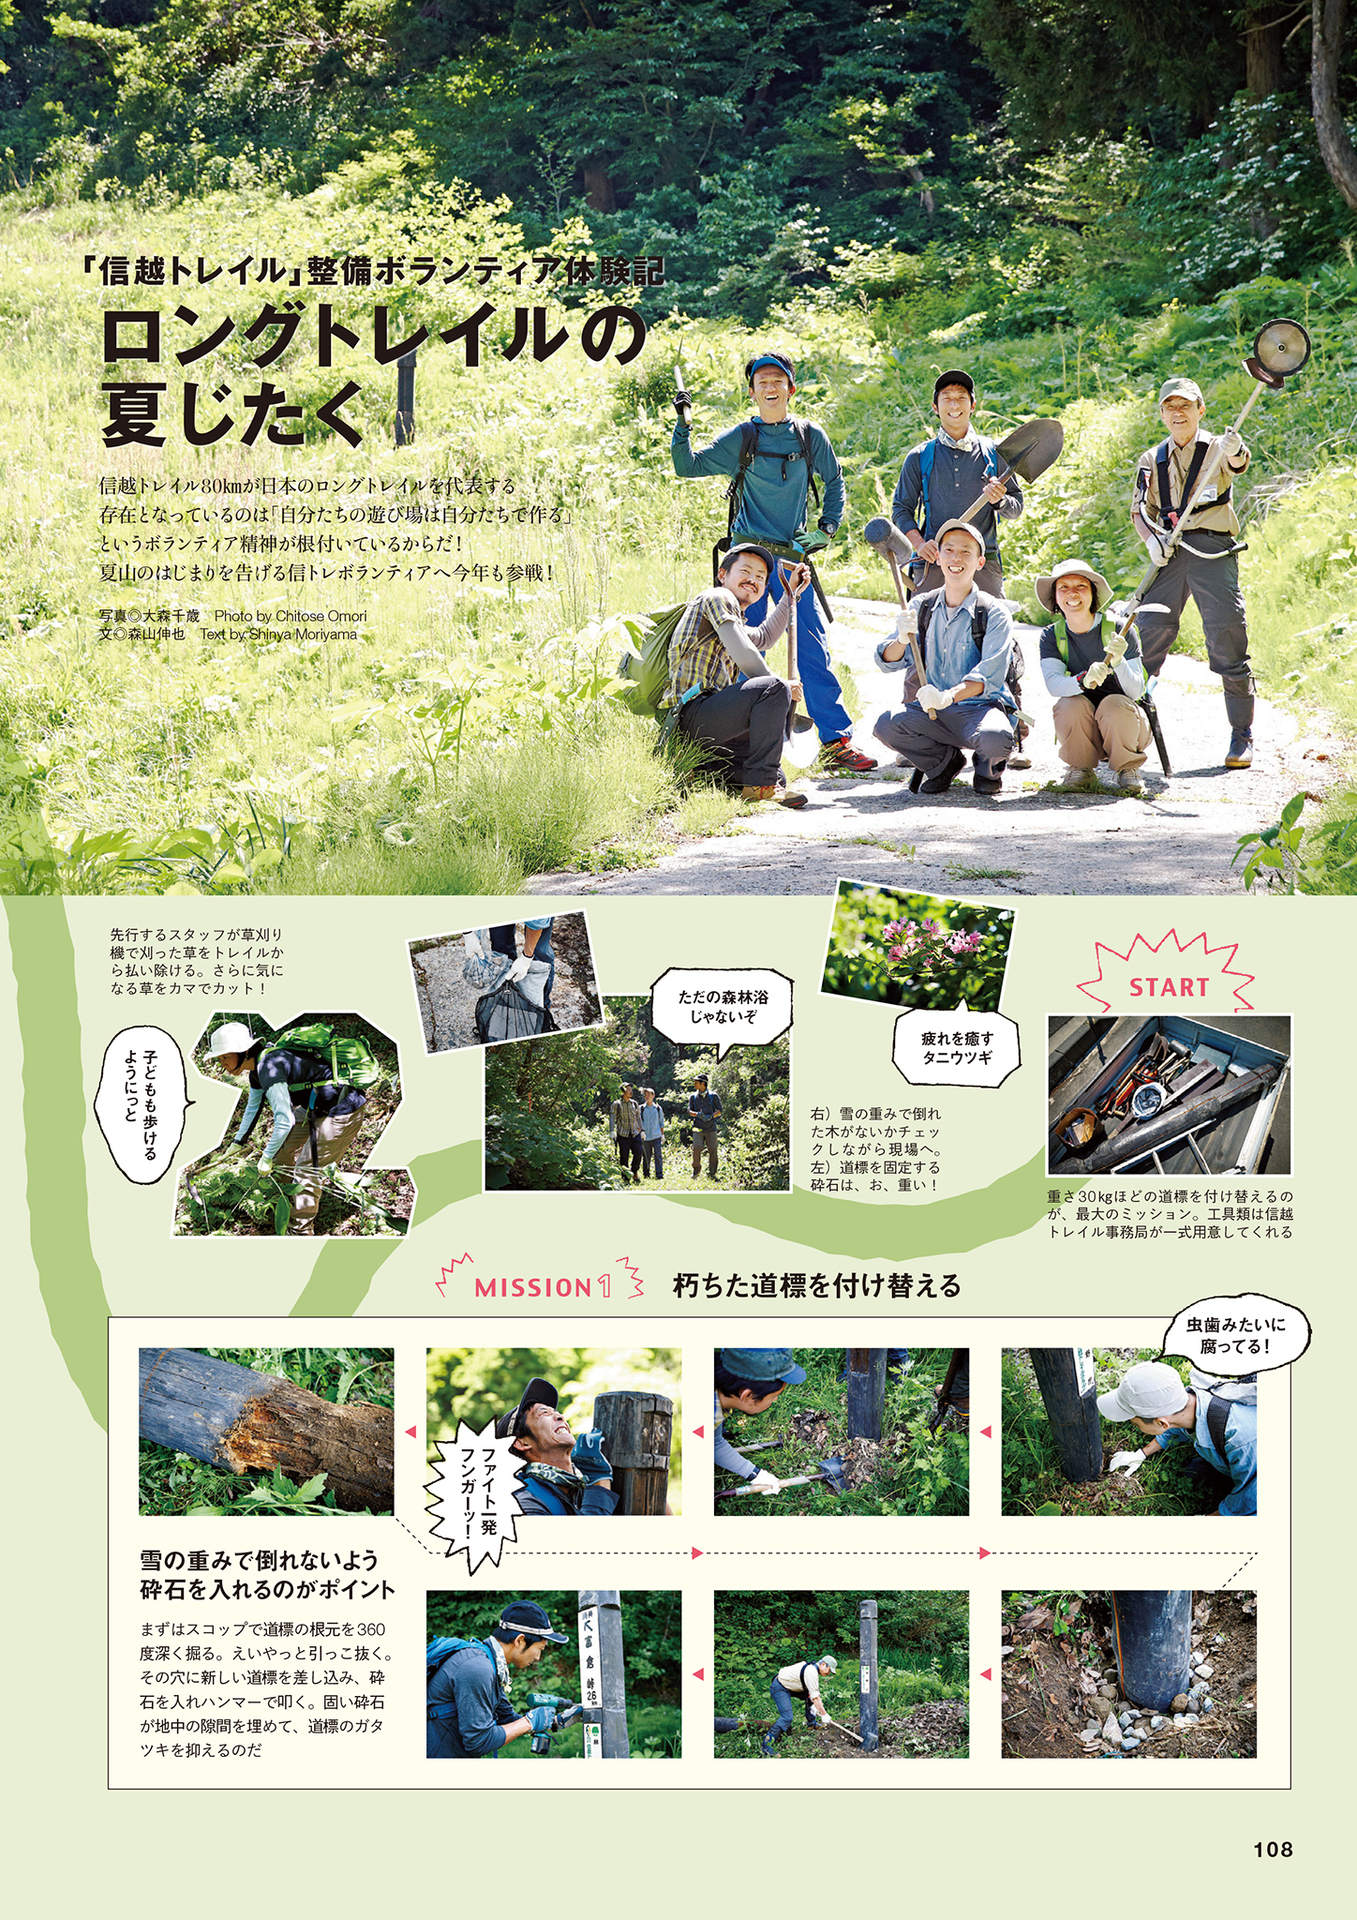 「信越トレイル」整備ボランティア体験記
ロングトレイルの
夏じたく
信越トレイル80㎞が日本のロングトレイルを代表する
存在となっているのは「自分たちの遊び場は自分たちで作る」
というボランティア精神が根付いているからだ！
夏山のはじまりを告げる信トレボランティアへ今年も参戦！
写真◎大森千歳　Photo by Chitose Omori
文◎森山伸也　Text by Shinya Moriyama
START
重さ30㎏ほどの道標を付け替えるの
が、最大のミッション。工具類は信越
トレイル事務局が一式用意してくれる
疲れを癒す
タニウツギ
右）雪の重みで倒れ
た木がないかチェッ
クしながら現場へ。
左）道標を固定する
砕石は、お、重い！
ただの森林浴
じゃないぞ
先行するスタッフが草刈り
機で刈った草をトレイルか
ら払い除ける。さらに気に
なる草をカマでカット！
子どもも歩ける
ようにっと
MISSION 1
朽ちた道標を付け替える
虫歯みたいに
腐ってる！
ファイト一発
フンガーッ！
雪の重みで倒れないよう
砕石を入れるのがポイント
まずはスコップで道標の根元を360
度深く掘る。えいやっと引っこ抜く。
その穴に新しい道標を差し込み、砕
石を入れハンマーで叩く。固い砕石
が地中の隙間を埋めて、道標のガタ
ツキを抑えるのだ
富倉峠
26
108